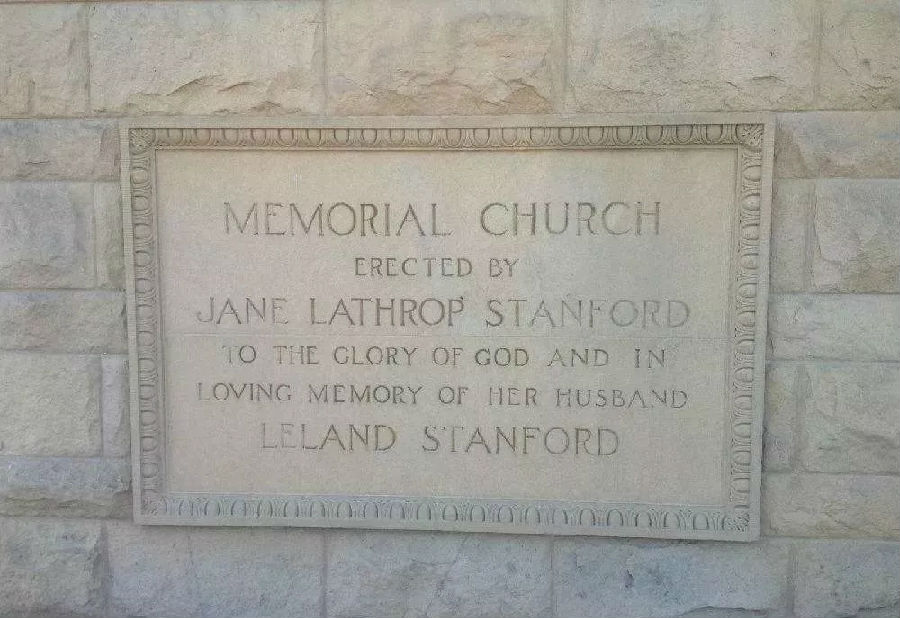 MEMORIAL CHURCH
ERECTED BY
JANE LATHROP STANFORD
TO THE GLORY OF GOD AND IN
LOVING MEMORY OF HER HUSBAND
LELAND STANFORD